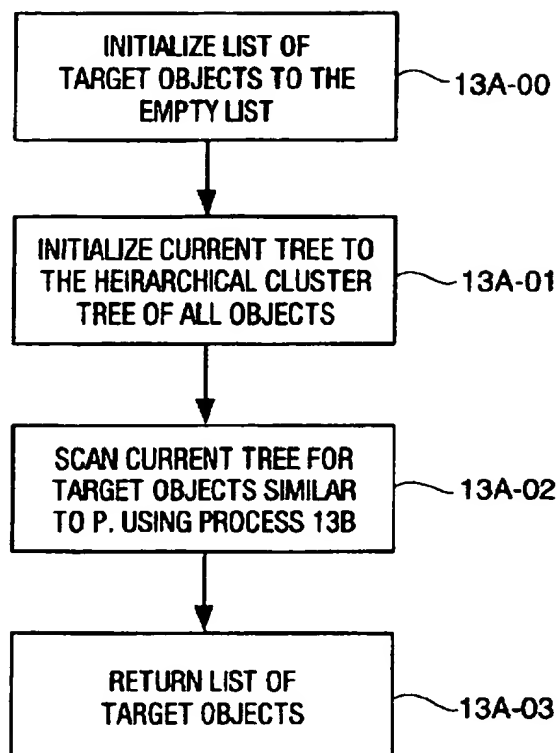 INITIALIZE LIST OF
TARGET OBJECTS TO THE
EMPTY LIST
13A-00
INITIALIZE CURRENT TREE TO
THE HEIRARCHICAL CLUSTER
TREE OF ALL OBJECTS
13A-01
SCAN CURRENT TREE FOR
TARGET OBJECTS SIMILAR
TO P. USING PROCESS 13B
13A-02
RETURN LIST OF
TARGET OBJECTS
13A-03